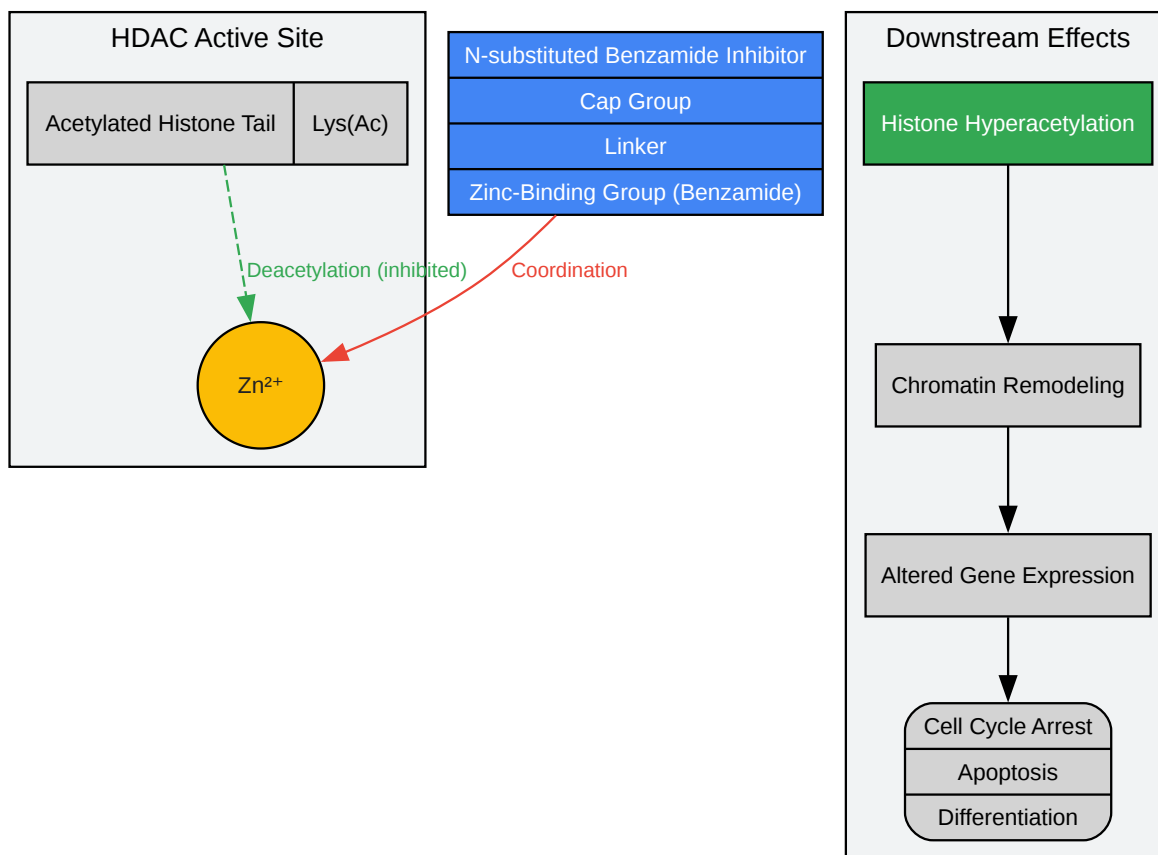 HDAC Active Site
Acetylated Histone Tail
Lys(Ac)
Deacetylation (inhibited)
Zn²⁺
N-substituted Benzamide Inhibitor
Cap Group
Linker
Zinc-Binding Group (Benzamide)
Coordination
Downstream Effects
Histone Hyperacetylation
Chromatin Remodeling
Altered Gene Expression
Cell Cycle Arrest
Apoptosis
Differentiation